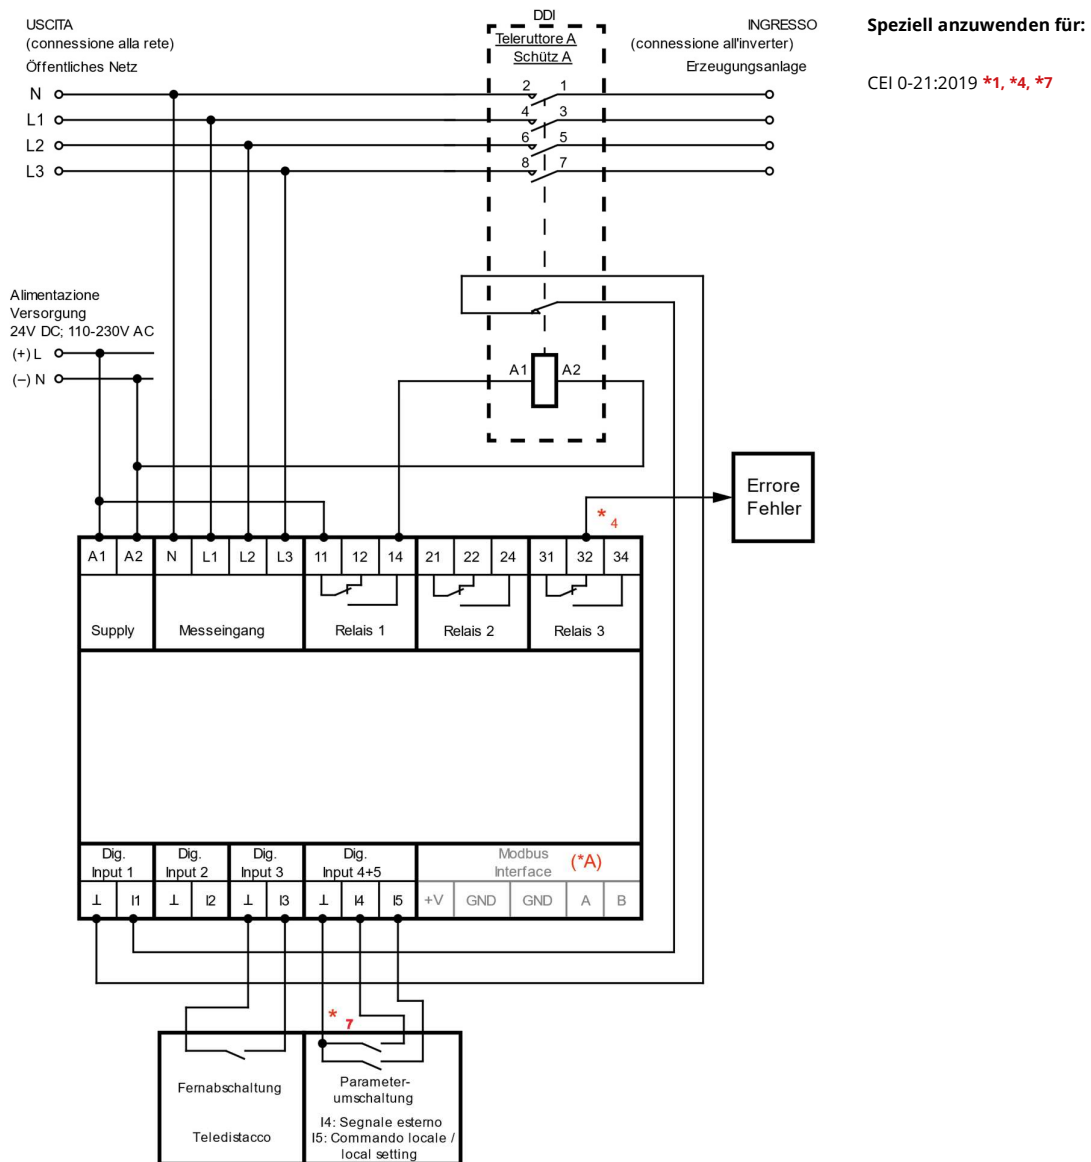 USCITA
(connessione alla rete)
Öffentliches Netz
DDI
Teleruttore A
Schütz A
INGRESSO
(connessione all'inverter)
Erzeugungsanlage
Speziell anzuwenden für:
CEI 0-21:2019 *1, *4, *7
N 2 1
L1 4 3
L2 6 5
L3 8 7
Alimentazione
Versorgung
24V DC; 110-230V AC
(+) L
(–) N
A1 A2
Errore
Fehler
* 4
A1 A2 N L1 L2 L3 11 12 14 21 22 24 31 32 34
Supply Messeingang Relais 1 Relais 2 Relais 3
Dig. Input 1
Dig. Input 2
Dig. Input 3
Dig. Input 4+5
Modbus Interface (*A)
⊥ I1 ⊥ I2 ⊥ I3 ⊥ I4 I5 +V GND GND A B
* 7
Fernabschaltung
Teledistacco
Parameter-
umschaltung
I4: Segnale esterno
I5: Commando locale /
local setting